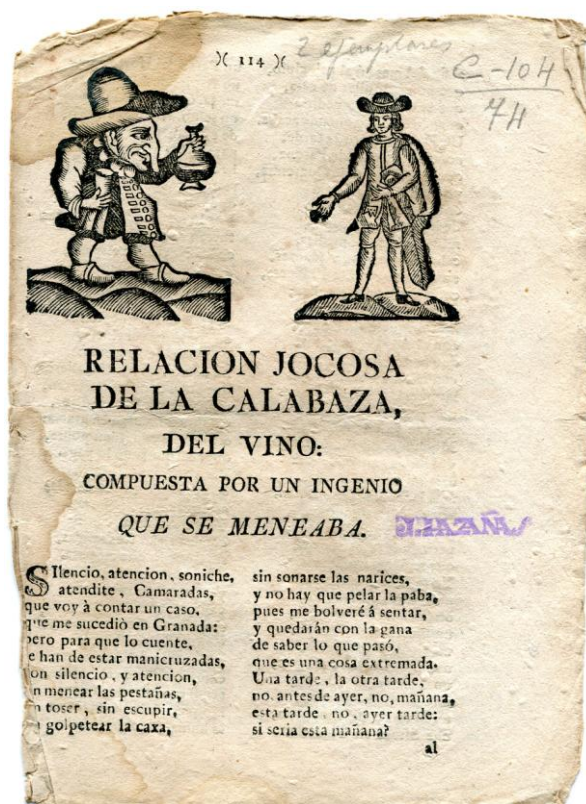 )( 114 )(
2 ejemplares
C-104
74
RELACION JOCOSA
DE LA CALABAZA,
DEL VINO:
COMPUESTA POR UN INGENIO
QUE SE MENEABA.
SIlencio, atencion, soniche,
atendite, Camaradas,
que voy à contar un caso,
que me sucediò en Granada:
pero para que lo cuente,
e han de estar manicruzadas,
on silencio, y atencion,
n menear las pestañas,
n toser, sin escupir,
golpetear la caxa,
sin sonarse las narices,
y no hay que pelar la paba,
pues me bolveré á sentar,
y quedarán con la gana
de saber lo que pasó,
que es una cosa extremada.
Una tarde, la otra tarde,
no, antes de ayer, no, mañana,
esta tarde, no, ayer tarde:
si seria esta mañana?
al